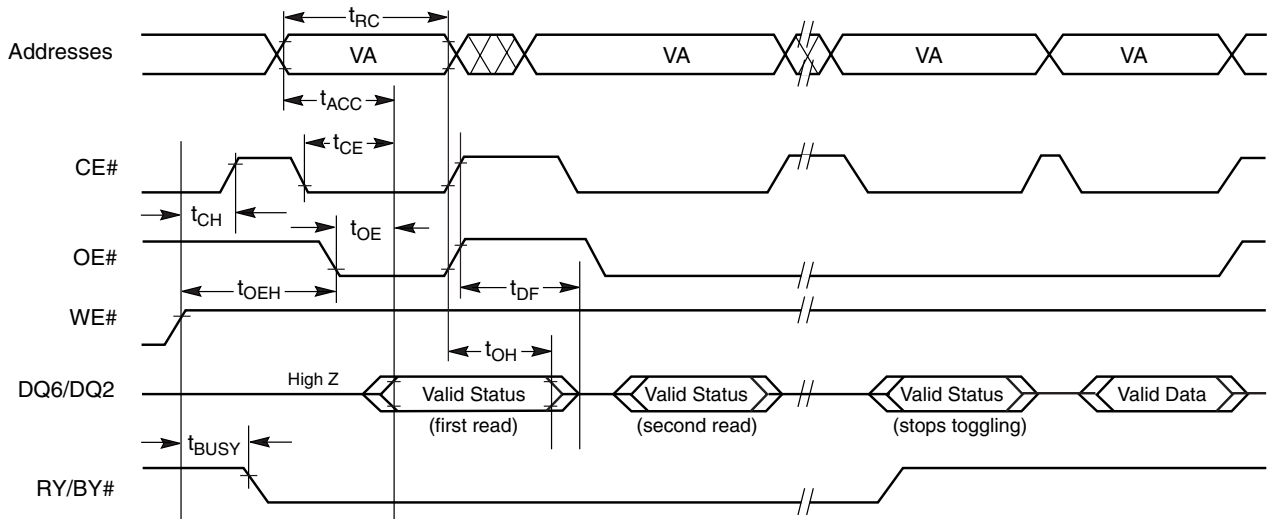 tRC
Addresses VA VA VA VA
tACC
tCE
CE#
tCH tOE
OE#
tOEH tDF
WE#
tOH
DQ6/DQ2 High Z Valid Status Valid Status Valid Status Valid Data
(first read) (second read) (stops toggling)
tBUSY
RY/BY#